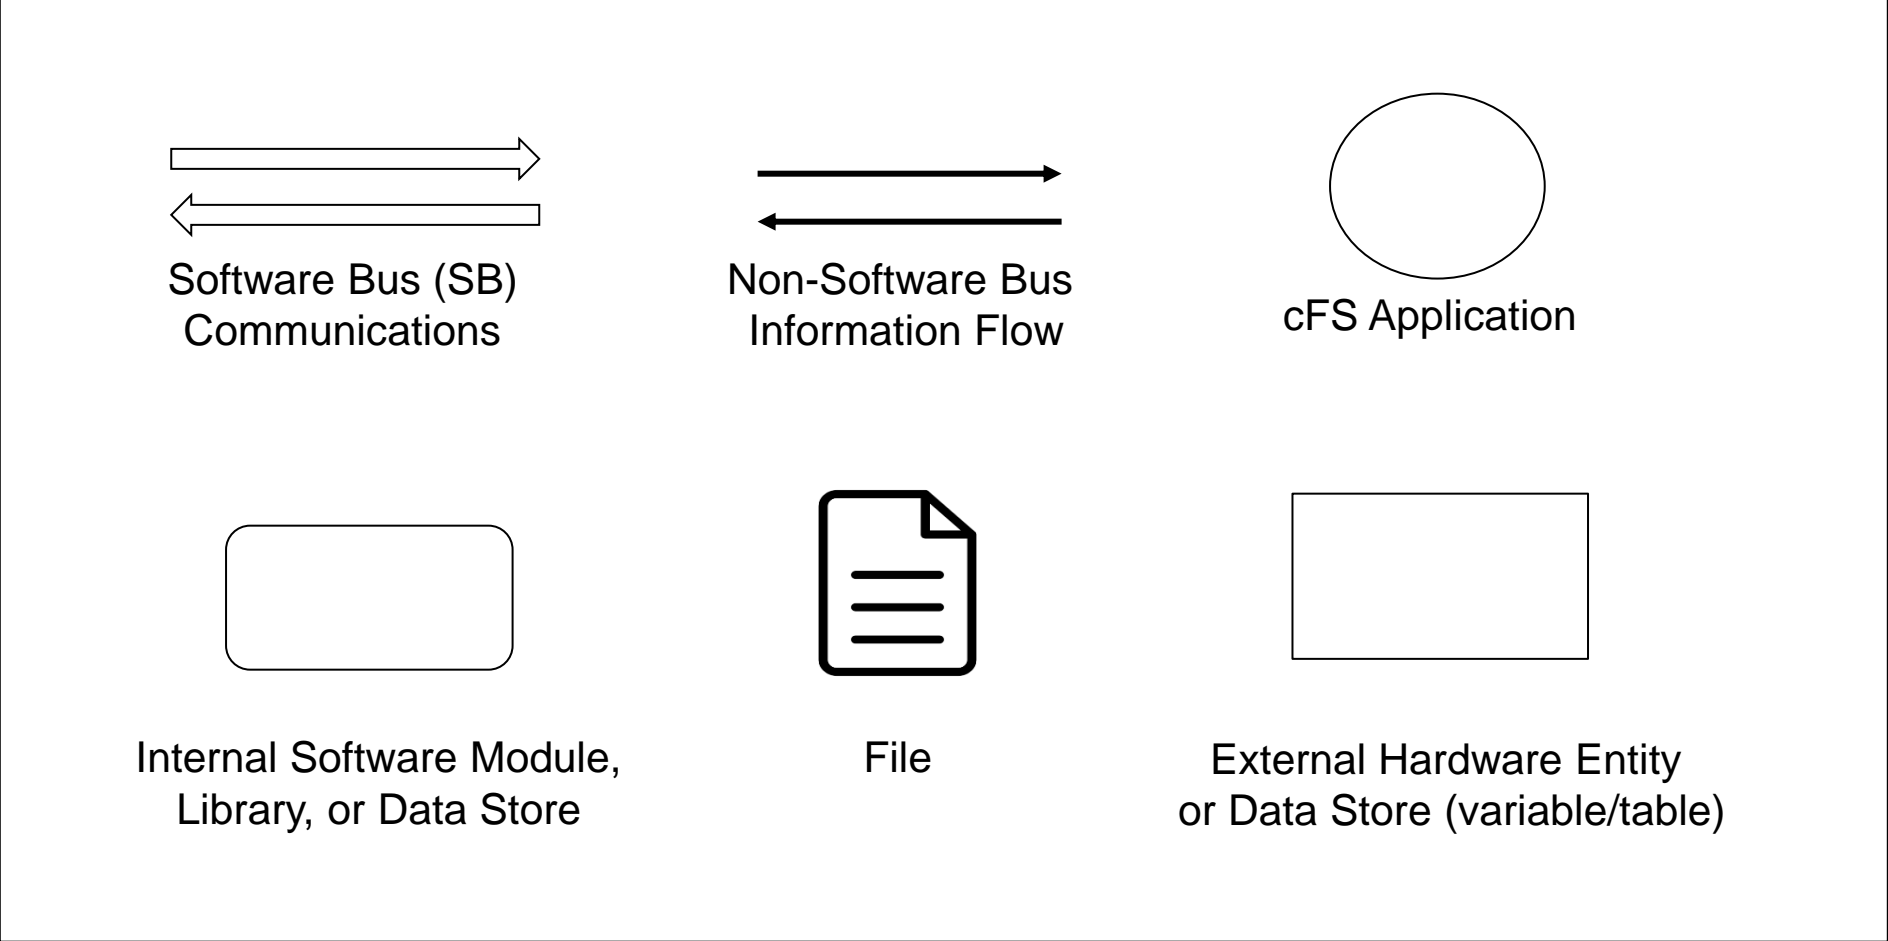 Software Bus (SB)
Communications
Non-Software Bus
Information Flow
cFS Application
Internal Software Module,
Library, or Data Store
File
External Hardware Entity
or Data Store (variable/table)